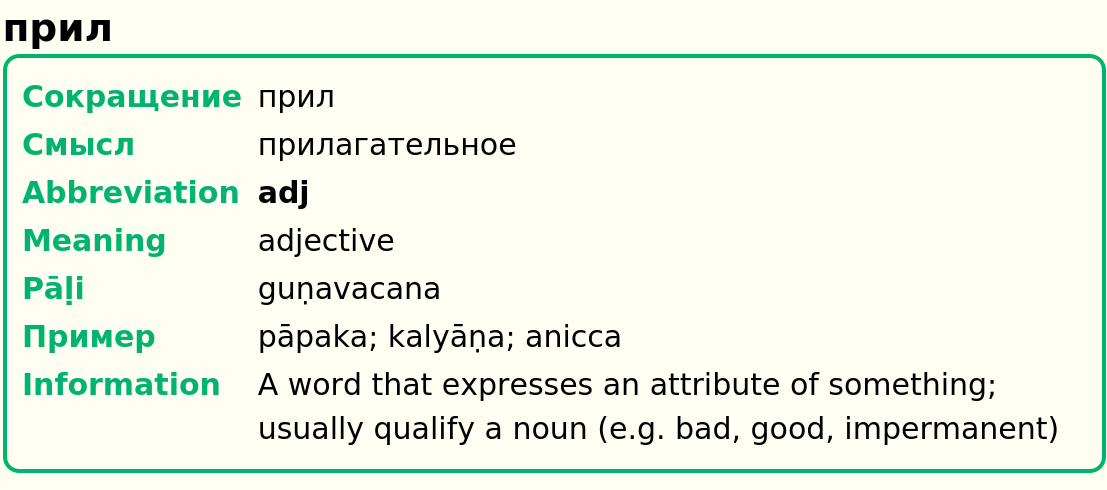 прил
Сокращение прил
Смысл прилагательное
Abbreviation adj
Meaning adjective
Pāḷi guṇavacana
Пример pāpaka; kalyāṇa; anicca
Information A word that expresses an attribute of something;
usually qualify a noun (e.g. bad, good, impermanent)